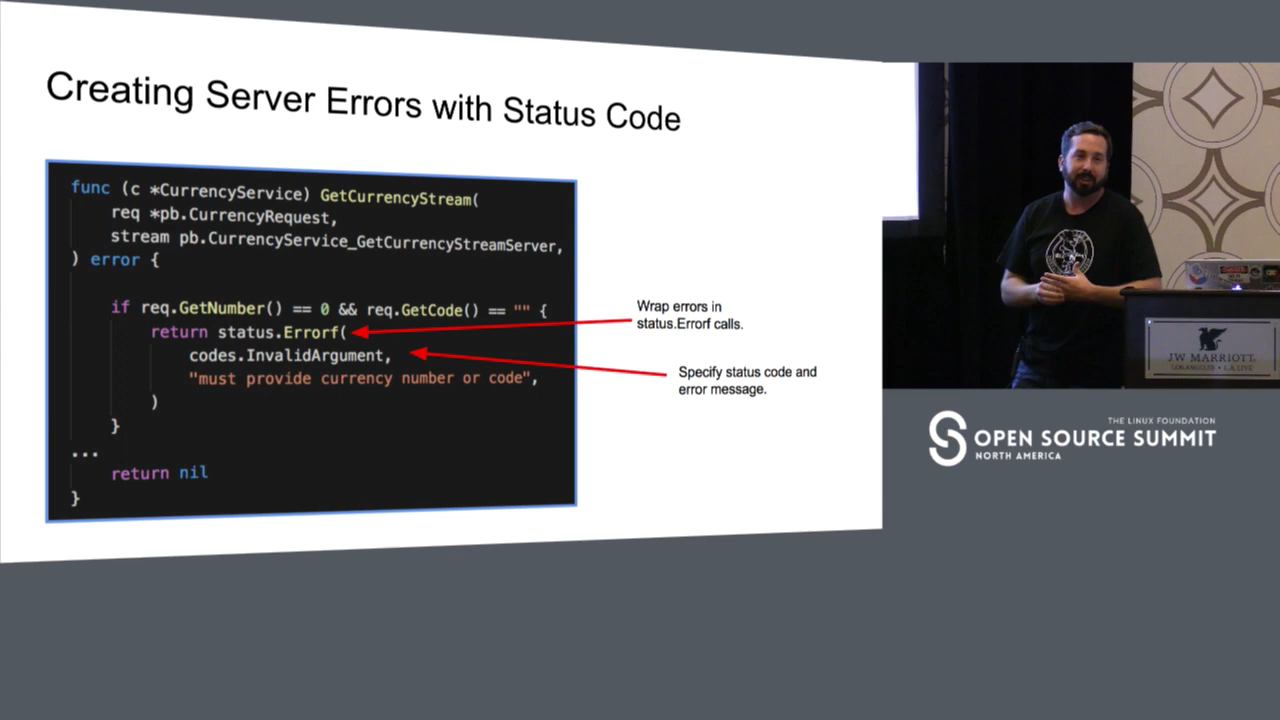 Creating Server Errors with Status Code
func (c *CurrencyService) GetCurrencyStream(
req *pb.CurrencyRequest,
stream pb.CurrencyService_GetCurrencyStreamServer,
) error {
if req.GetNumber() == 0 && req.GetCode() == "" {
return status.Errorf(
codes.InvalidArgument,
"must provide currency number or code",
)
}
...
return nil
}
Wrap errors in
status.Errorf calls.
Specify status code and
error message.
JW MARRIOTT
LOS ANGELES • L.A. LIVE
THE LINUX FOUNDATION
OPEN SOURCE SUMMIT
NORTH AMERICA